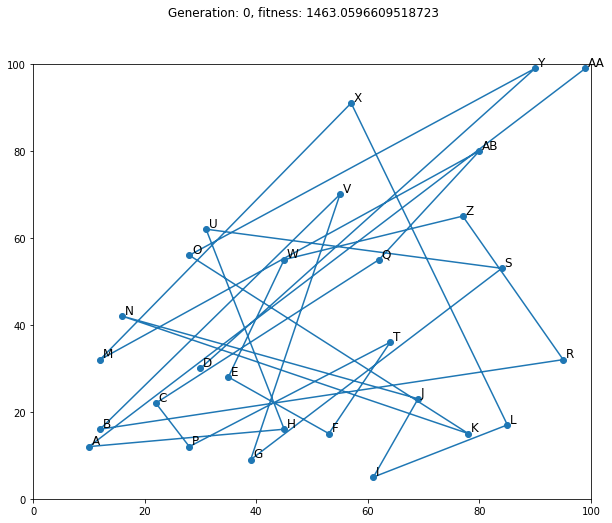 Generation: 0, fitness: 1463.0596609518723
100
Y
AA
X
AB
80
V
Z
U
60
O
W
Q
S
N
40
T
M
R
D
E
J
C
20
B
H
F
K
L
A
P
G
I
0
0
20
40
60
80
100